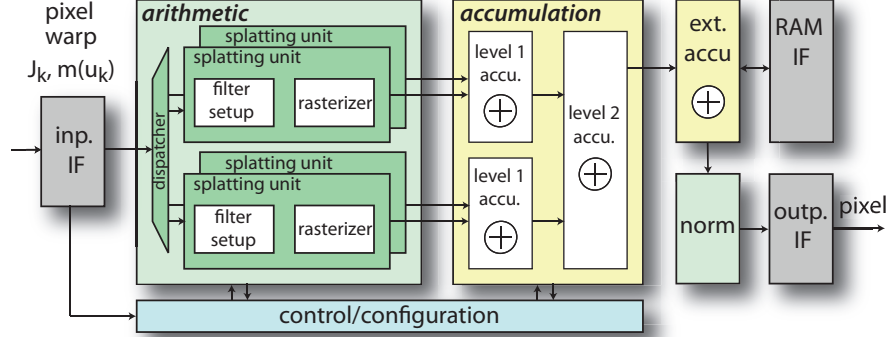 pixel
warp
J_k, m(u_k)
inp.
IF
arithmetic
dispatcher
splatting unit
splatting unit
filter
setup
rasterizer
splatting unit
splatting unit
filter
setup
rasterizer
accumulation
level 1
accu.
level 1
accu.
level 2
accu.
ext.
accu
RAM
IF
norm
outp.
IF
pixel
control/configuration